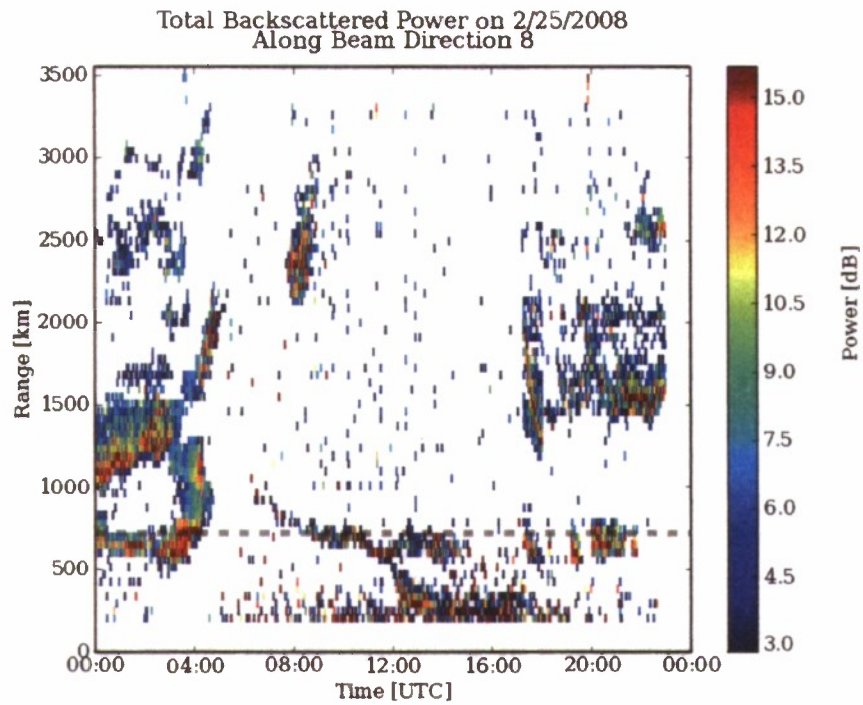 Total Backscattered Power on 2/25/2008
Along Beam Direction 8
3500
3000
2500
2000
1500
1000
500
0
Range [km]
00:00 04:00 08:00 12:00 16:00 20:00 00:00
Time [UTC]
15.0
13.5
12.0
10.5
9.0
7.5
6.0
4.5
3.0
Power [dB]